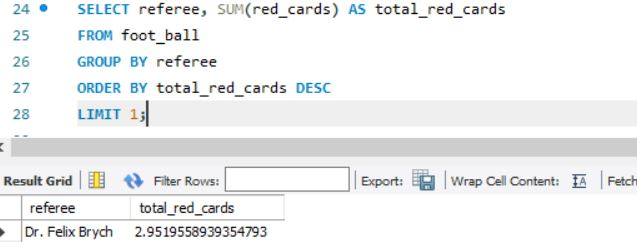 24 SELECT referee, SUM(red_cards) AS total_red_cards
25 FROM foot_ball
26 GROUP BY referee
27 ORDER BY total_red_cards DESC
28 LIMIT 1;
Result Grid Filter Rows: Export: Wrap Cell Content: Fetch
referee total_red_cards
Dr. Felix Brych 2.9519558939354793